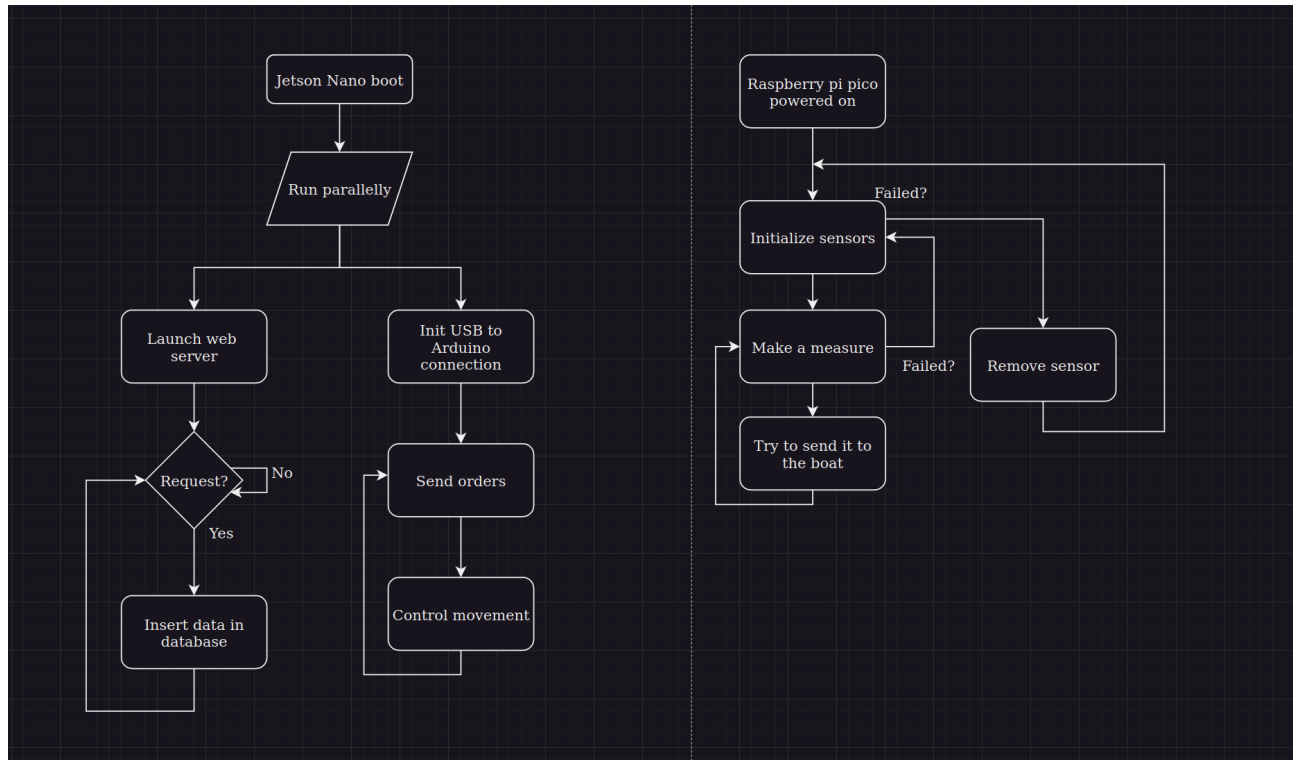 Jetson Nano boot
Run parallelly
Launch web
server
Request?
No
Yes
Insert data in
database
Init USB to
Arduino
connection
Send orders
Control movement
Raspberry pi pico
powered on
Failed?
Initialize sensors
Make a measure
Failed?
Remove sensor
Try to send it to
the boat